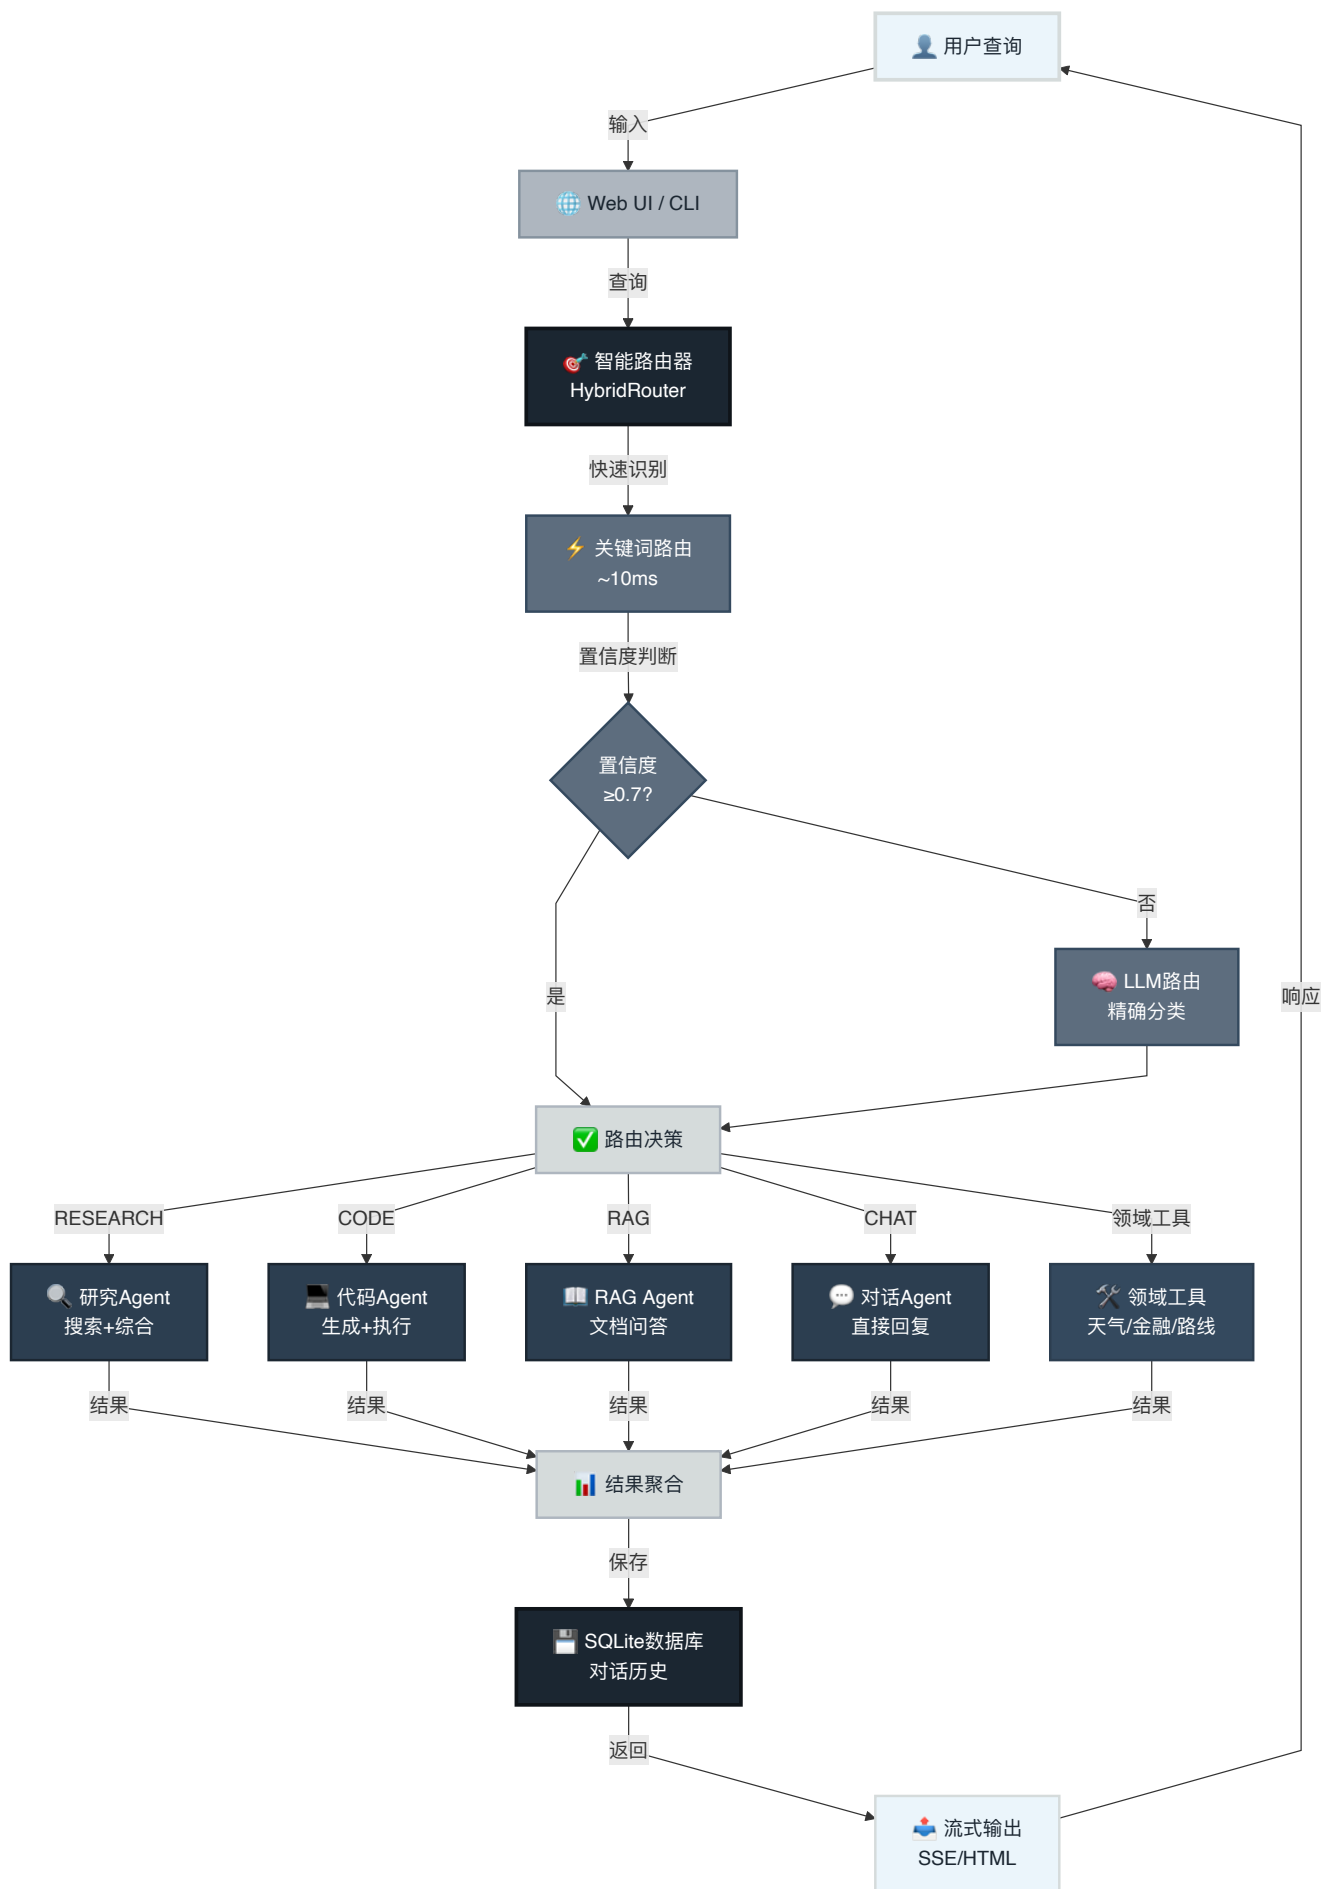 用户查询
输入
Web UI / CLI
查询
智能路由器
HybridRouter
快速识别
关键词路由
~10ms
置信度判断
置信度
≥0.7?
否
LLM路由
精确分类
是
响应
路由决策
RESEARCH
CODE
RAG
CHAT
领域工具
研究Agent
搜索+综合
代码Agent
生成+执行
RAG Agent
文档问答
对话Agent
直接回复
领域工具
天气/金融/路线
结果
结果
结果
结果
结果
结果聚合
保存
SQLite数据库
对话历史
返回
流式输出
SSE/HTML